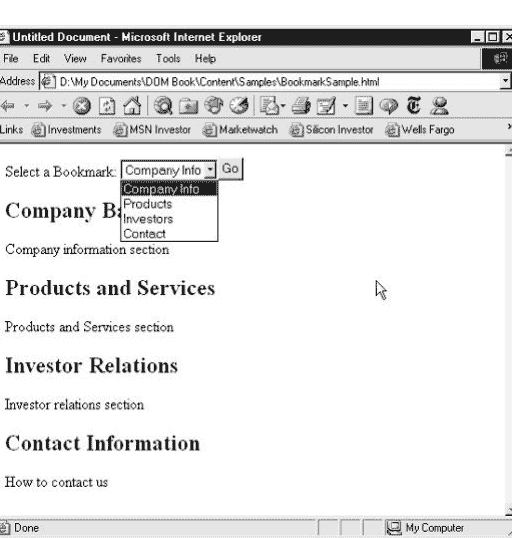 Untitled Document - Microsoft Internet Explorer
File Edit View Favorites Tools Help
Address D:\My Documents\DOM Book\Content\Samples\BookmarkSample.html
Links Investments MSN Investor Marketwatch Silicon Investor Wells Fargo
Select a Bookmark: Company Info Go
Company Info
Products
Investors
Contact
Company Ba
Company information section
Products and Services
Products and Services section
Investor Relations
Investor relations section
Contact Information
How to contact us
Done My Computer